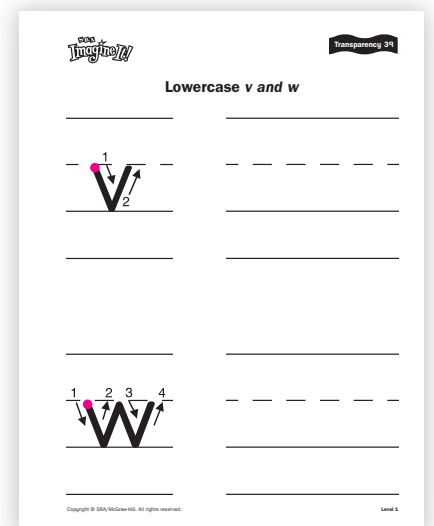 SRA
Imagine It!
Transparency 39
Lowercase v and w
1
v
2
1 2 3 4
w
Copyright © SRA/McGraw-Hill. All rights reserved.
Level 1